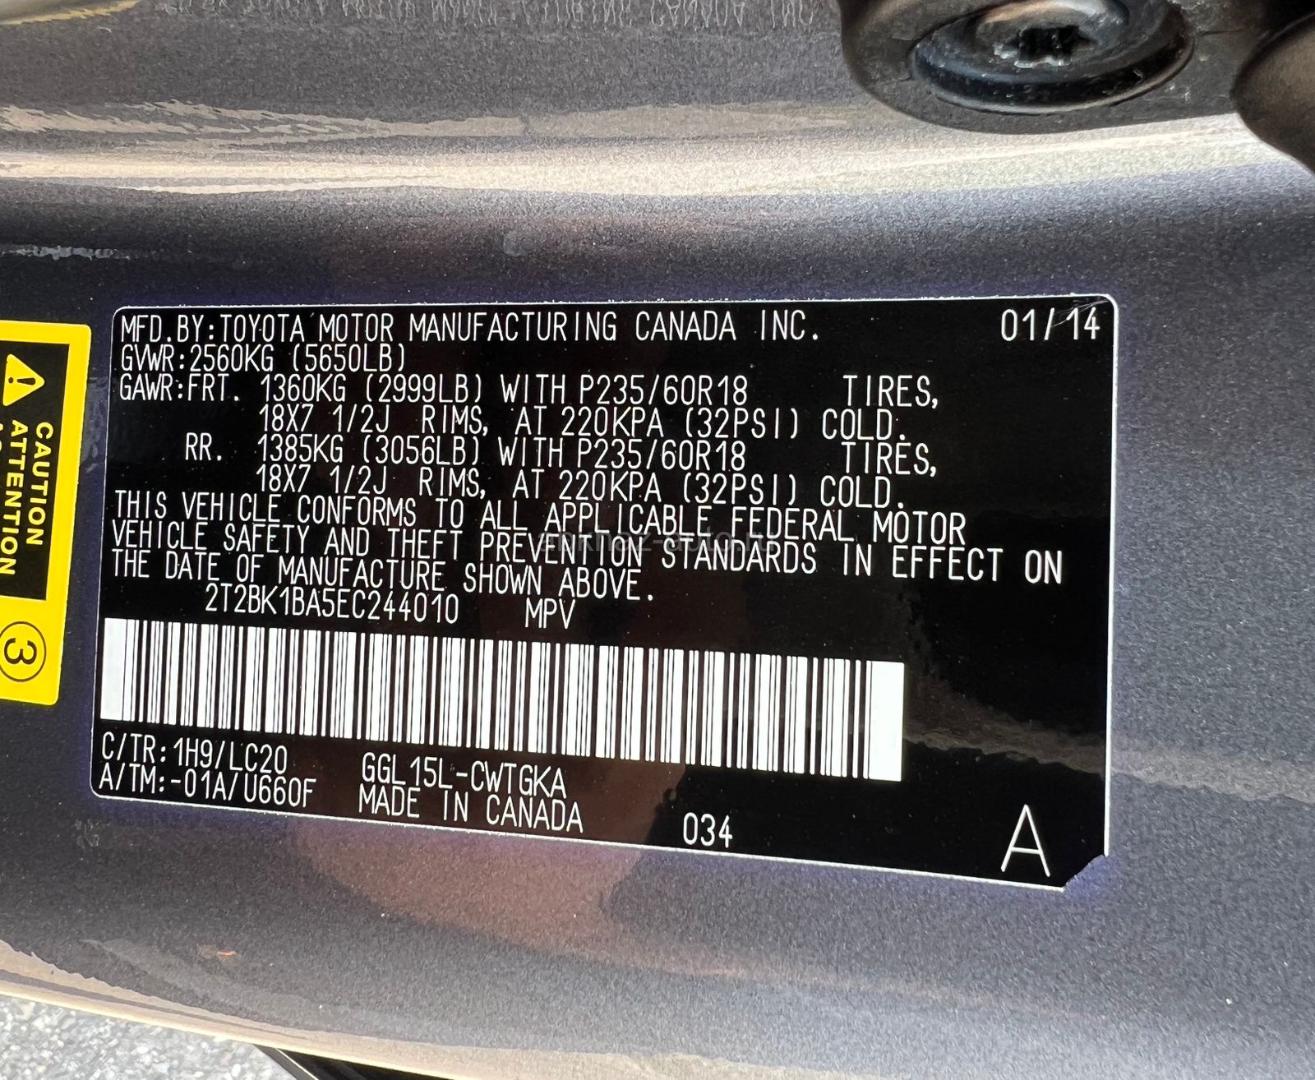 MFD.BY:TOYOTA MOTOR MANUFACTURING CANADA INC. 01/14
GVWR:2560KG (5650LB)
GAWR:FRT. 1360KG (2999LB) WITH P235/60R18 TIRES,
18X7 1/2J RIMS, AT 220KPA (32PSI) COLD.
RR. 1385KG (3056LB) WITH P235/60R18 TIRES,
18X7 1/2J RIMS, AT 220KPA (32PSI) COLD.
THIS VEHICLE CONFORMS TO ALL APPLICABLE FEDERAL MOTOR
VEHICLE SAFETY AND THEFT PREVENTION STANDARDS IN EFFECT ON
THE DATE OF MANUFACTURE SHOWN ABOVE.
2T2BK1BA5EC244010 MPV
C/TR:1H9/LC20 GGL15L-CWTGKA
A/TM:-01A/U660F MADE IN CANADA
034
A
CAUTION
ATTENTION
3